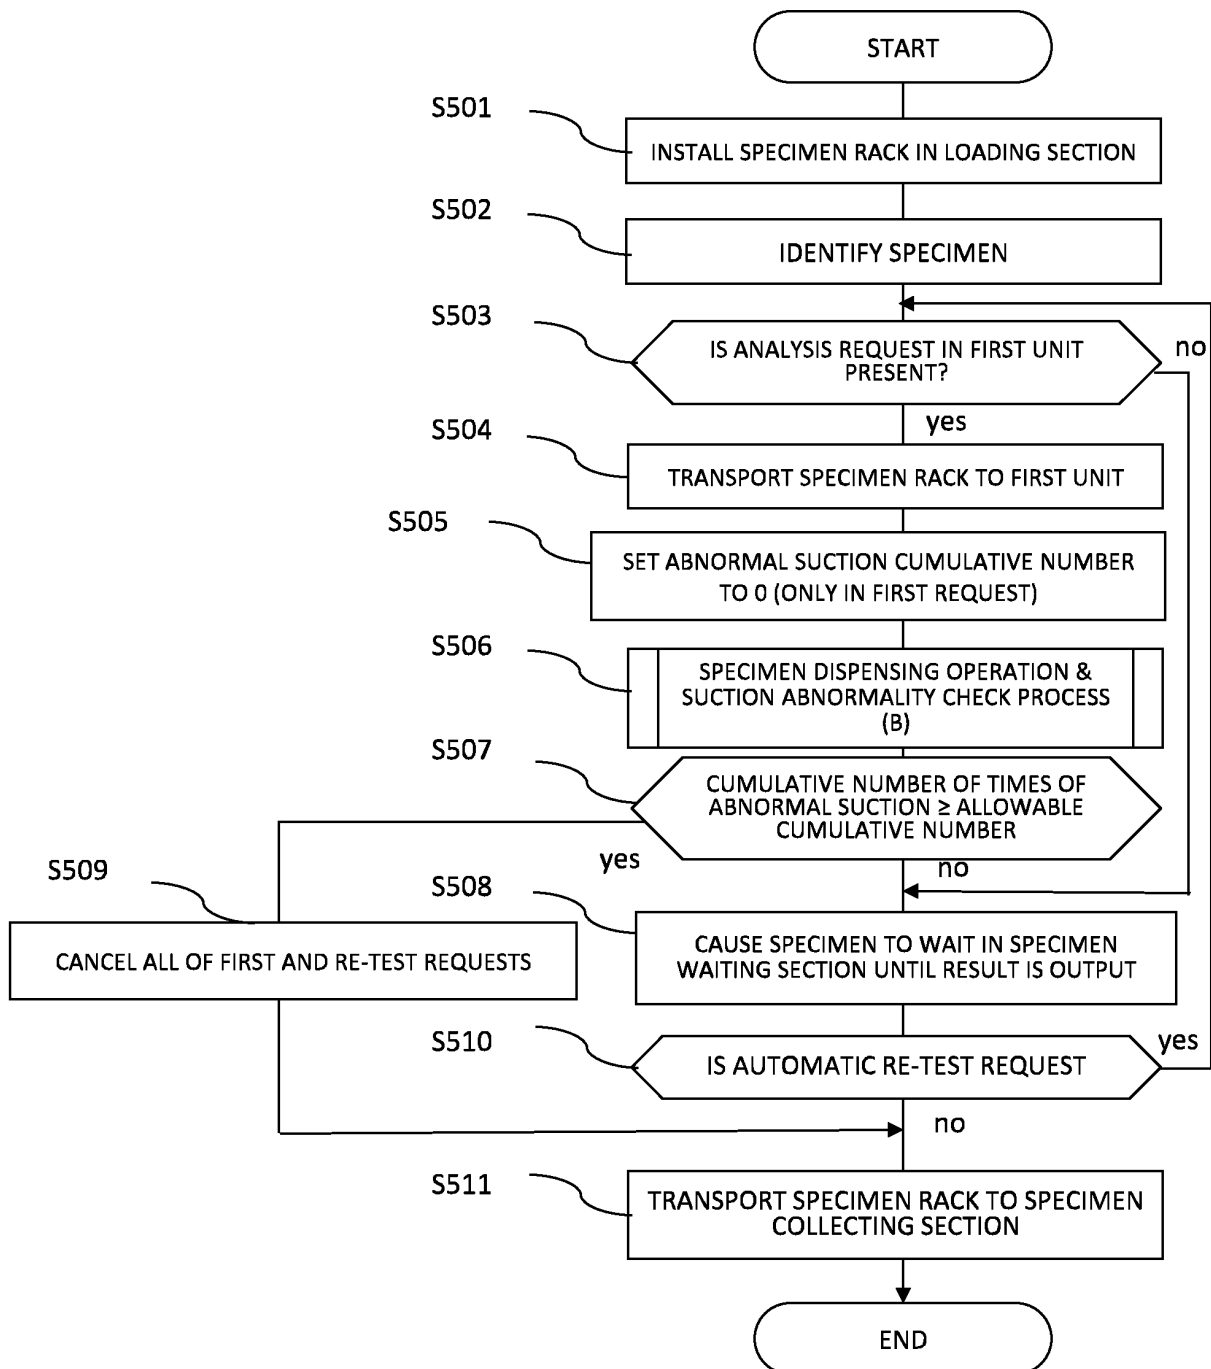 START
S501
INSTALL SPECIMEN RACK IN LOADING SECTION
S502
IDENTIFY SPECIMEN
S503
IS ANALYSIS REQUEST IN FIRST UNIT
PRESENT?
no
yes
S504
TRANSPORT SPECIMEN RACK TO FIRST UNIT
S505
SET ABNORMAL SUCTION CUMULATIVE NUMBER
TO 0 (ONLY IN FIRST REQUEST)
S506
SPECIMEN DISPENSING OPERATION &
SUCTION ABNORMALITY CHECK PROCESS
(B)
S507
CUMULATIVE NUMBER OF TIMES OF
ABNORMAL SUCTION ≥ ALLOWABLE
CUMULATIVE NUMBER
yes
no
S509
CANCEL ALL OF FIRST AND RE-TEST REQUESTS
S508
CAUSE SPECIMEN TO WAIT IN SPECIMEN
WAITING SECTION UNTIL RESULT IS OUTPUT
S510
IS AUTOMATIC RE-TEST REQUEST
yes
no
S511
TRANSPORT SPECIMEN RACK TO SPECIMEN
COLLECTING SECTION
END